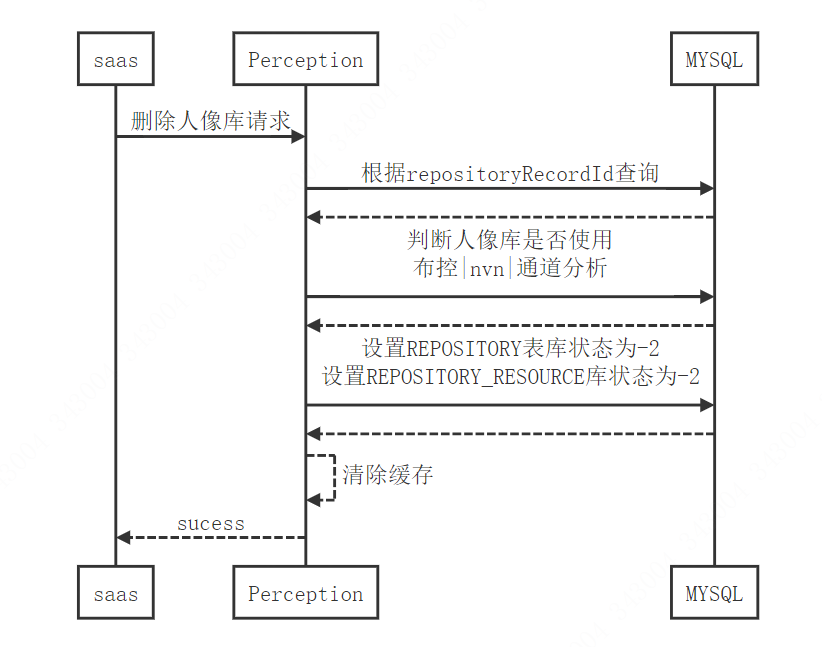 saas
Perception
MYSQL
删除人像库请求
根据repositoryRecordId查询
判断人像库是否使用
布控|nvn|通道分析
设置REPOSITORY表库状态为-2
设置REPOSITORY_RESOURCE库状态为-2
清除缓存
sucess
saas
Perception
MYSQL